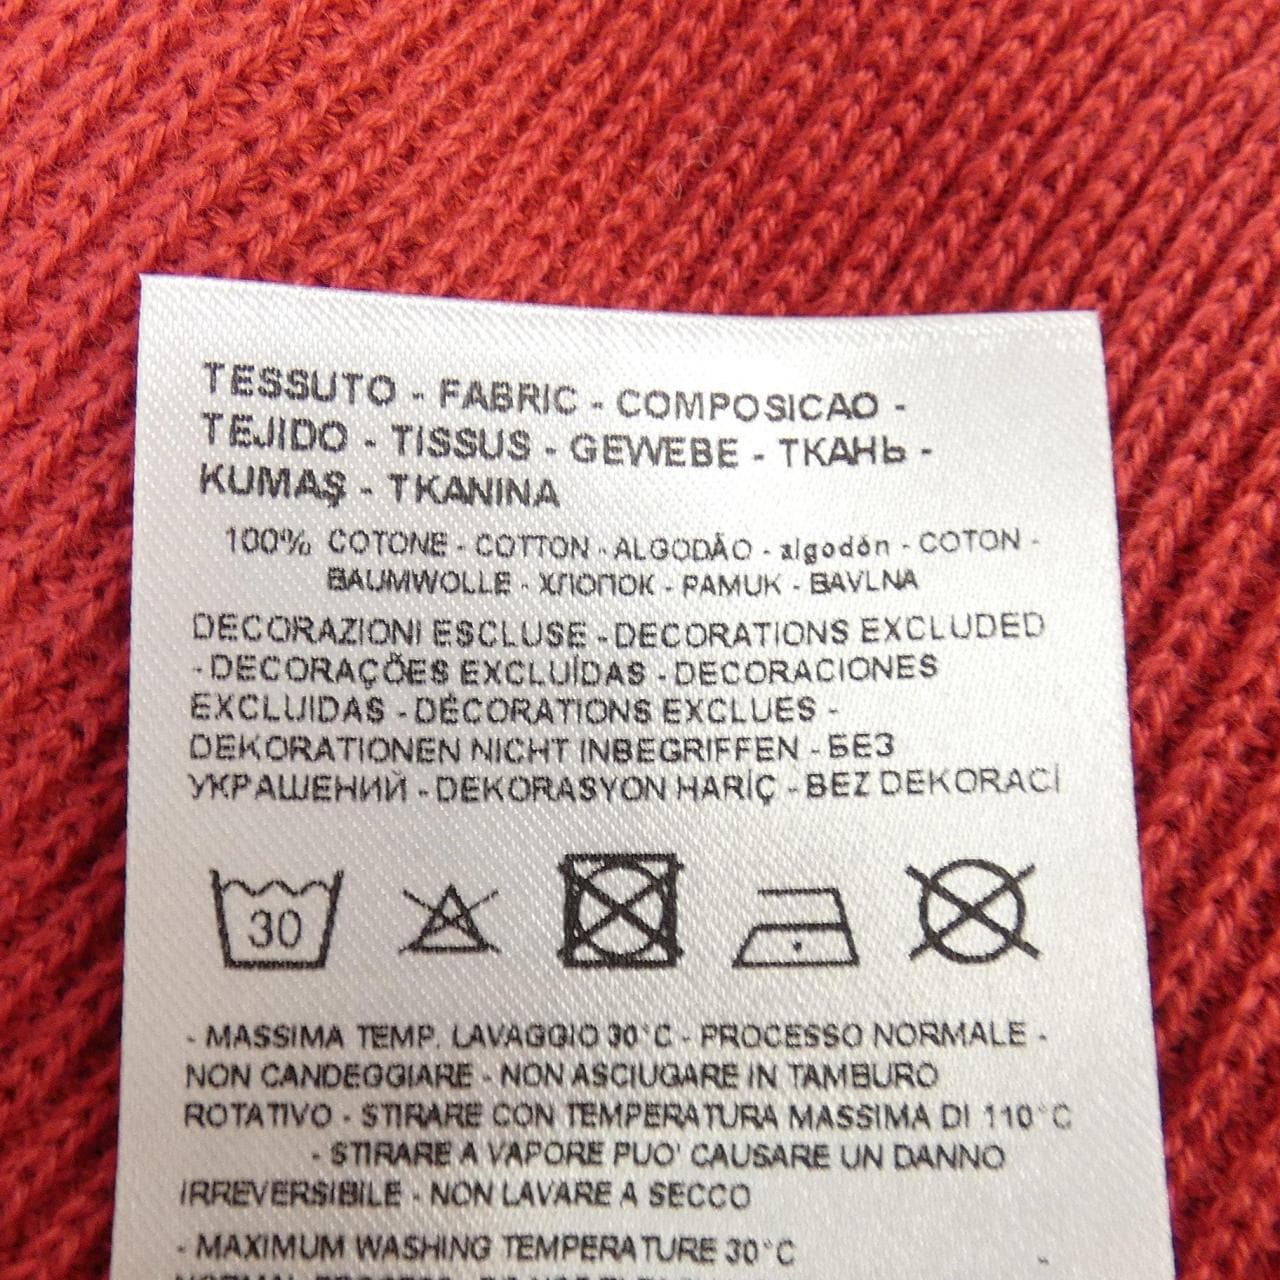 TESSUTO - FABRIC - COMPOSICAO -
TEJIDO - TISSUS - GEWEBE - ТКАНЬ -
KUMAŞ - TKANINA
100% COTONE - COTTON - ALGODÃO - algodón - COTON -
BAUMWOLLE - ХЛОПОК - PAMUK - BAVLNA
DECORAZIONI ESCLUSE - DECORATIONS EXCLUDED
- DECORAÇÕES EXCLUÍDAS - DECORACIONES
EXCLUIDAS - DÉCORATIONS EXCLUES -
DEKORATIONEN NICHT INBEGRIFFEN - БЕЗ
УКРАШЕНИЙ - DEKORASYON HARİÇ - BEZ DEKORACÍ
30
- MASSIMA TEMP. LAVAGGIO 30°C - PROCESSO NORMALE -
NON CANDEGGIARE - NON ASCIUGARE IN TAMBURO
ROTATIVO - STIRARE CON TEMPERATURA MASSIMA DI 110°C
- STIRARE A VAPORE PUO' CAUSARE UN DANNO
IRREVERSIBILE - NON LAVARE A SECCO
- MAXIMUM WASHING TEMPERATURE 30°C -